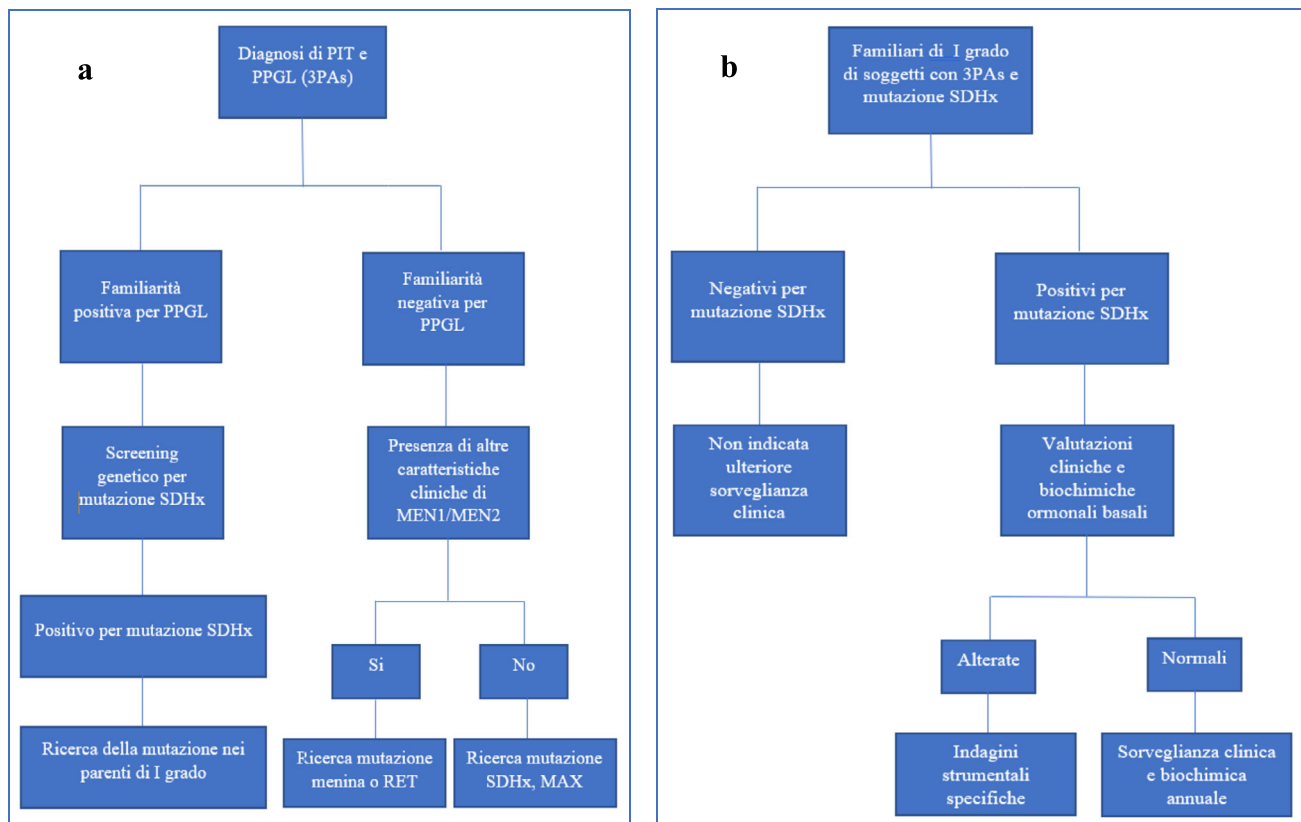 a
Diagnosi di PIT e
PPGL (3PAs)
Familiarità
positiva per PPGL
Familiarità
negativa per
PPGL
Screening
genetico per
mutazione SDHx
Presenza di altre
caratteristiche
cliniche di
MEN1/MEN2
Positivo per mutazione SDHx
Si
No
Ricerca della mutazione nei
parenti di I grado
Ricerca mutazione
menina o RET
Ricerca mutazione
SDHx, MAX
b
Familiari di I grado
di soggetti con 3PAs e
mutazione SDHx
Negativi per
mutazione SDHx
Positivi per
mutazione SDHx
Non indicata
ulteriore
sorveglianza
clinica
Valutazioni
cliniche e
biochimiche
ormonali basali
Alterate
Normali
Indagini
strumentali
specifiche
Sorveglianza clinica
e biochimica
annuale